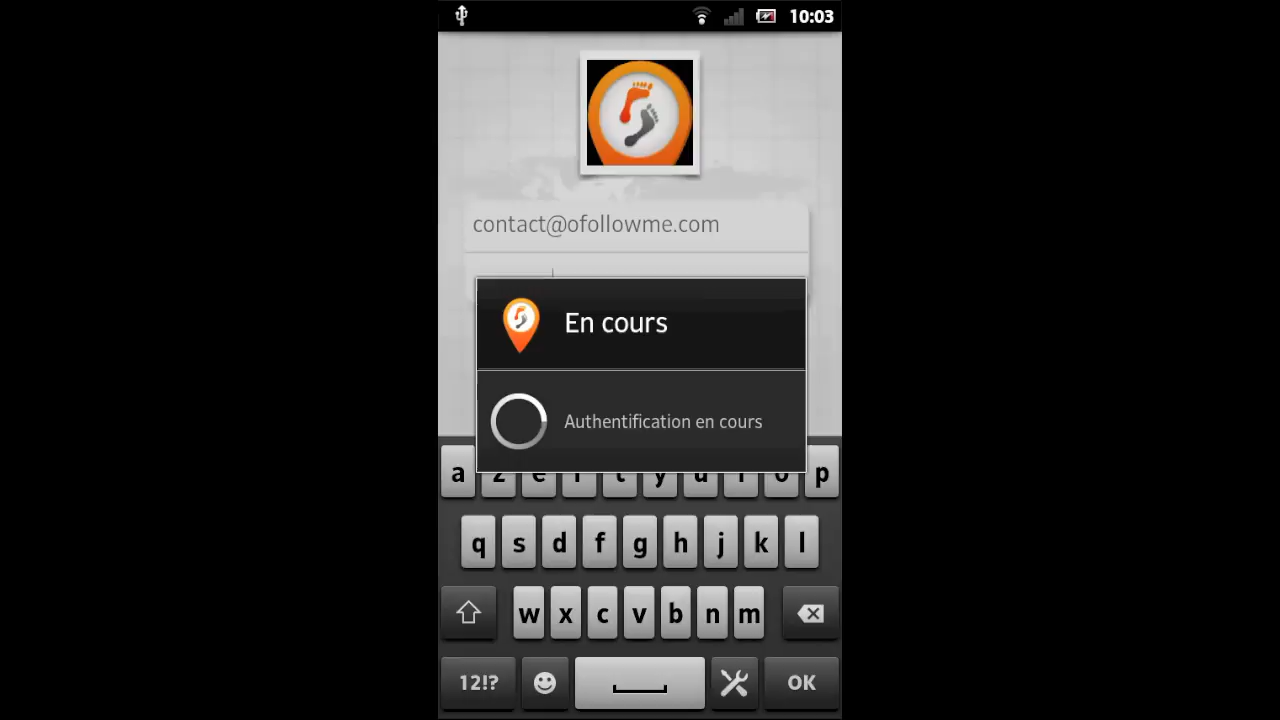 10:03
contact@ofollowme.com
En cours
Authentification en cours
a z e r t y u i o p
q s d f g h j k l
w x c v b n m
12!? OK